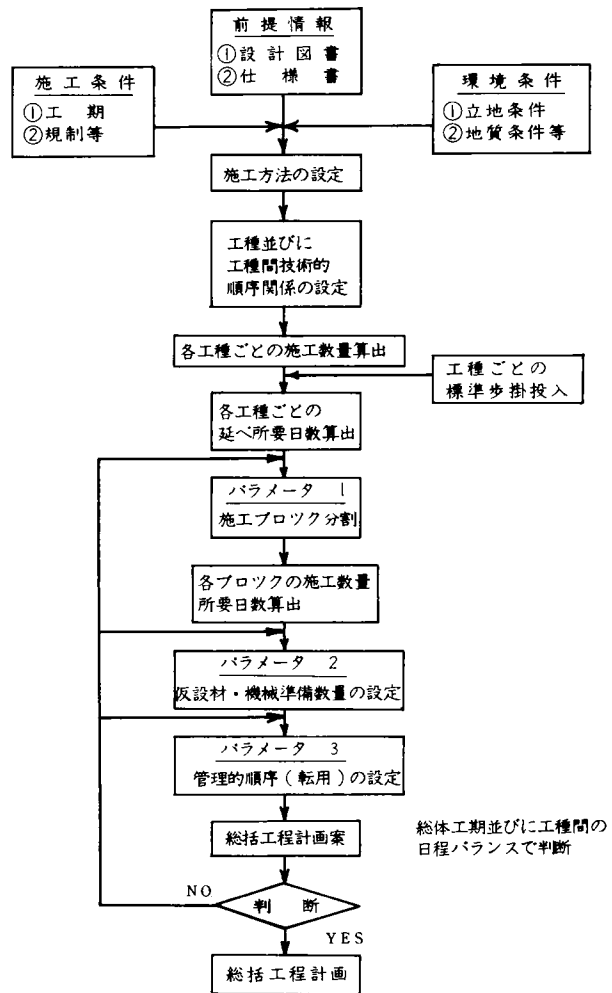 前提情報
①設計図書
②仕様書
施工条件
①工期
②規制等
環境条件
①立地条件
②地質条件等
施工方法の設定
工種並びに
工種間技術的
順序関係の設定
各工種ごとの施工数量算出
工種ごとの
標準歩掛投入
各工種ごとの
延べ所要日数算出
パラメータ 1
施工ブロツク分割
各ブロツクの施工数量
所要日数算出
パラメータ 2
仮設材・機械準備数量の設定
パラメータ 3
管理的順序(転用)の設定
総括工程計画案
総体工期並びに工種間の
日程バランスで判断
NO
判断
YES
総括工程計画